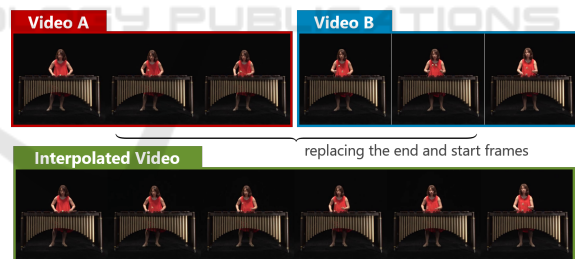 Video A
Video B
replacing the end and start frames
Interpolated Video